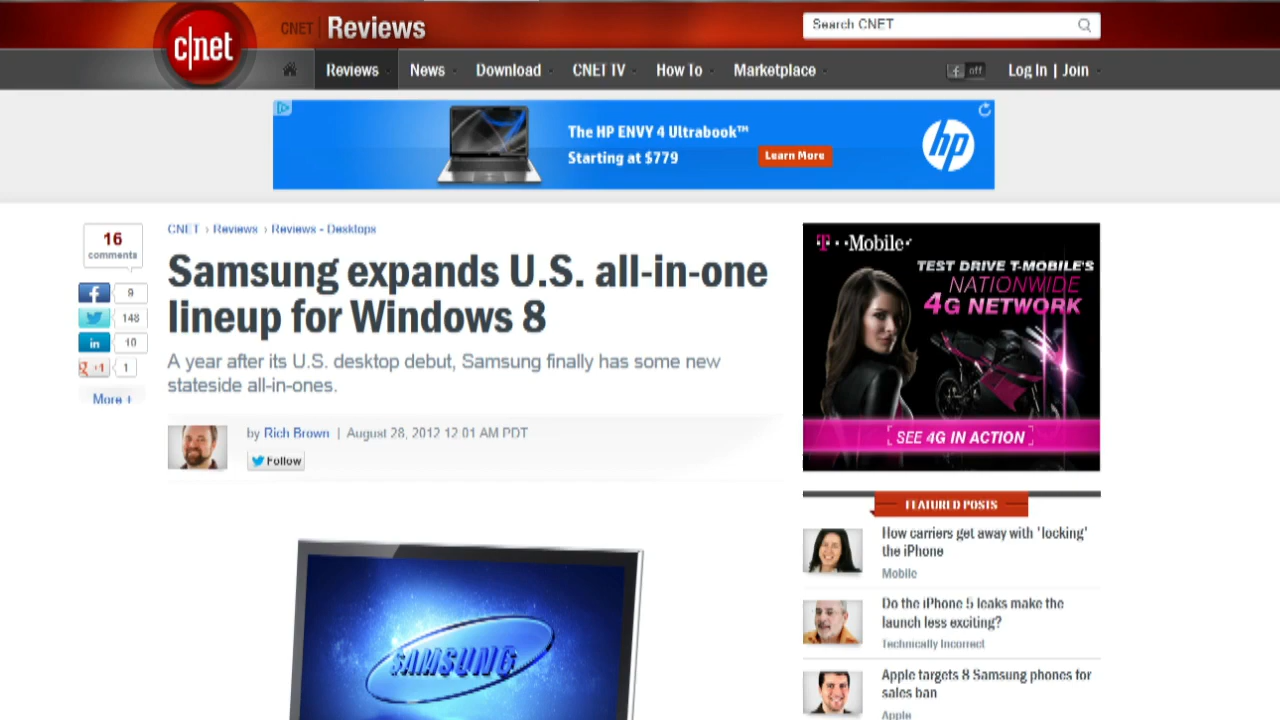 c|net
CNET | Reviews
Search CNET
Reviews
News
Download
CNET TV
How To
Marketplace
f off
Log In | Join
The HP ENVY 4 Ultrabook™
Starting at $779
Learn More
hp
16
comments
CNET › Reviews › Reviews - Desktops
Samsung expands U.S. all-in-one
lineup for Windows 8
A year after its U.S. desktop debut, Samsung finally has some new
stateside all-in-ones.
f 9
148
in 10
g +1 1
More +
by Rich Brown | August 28, 2012 12:01 AM PDT
Follow
SAMSUNG
T · · Mobile·
TEST DRIVE T-MOBILE'S
NATIONWIDE
4G NETWORK
[ SEE 4G IN ACTION ]
FEATURED POSTS
How carriers get away with 'locking'
the iPhone
Mobile
Do the iPhone 5 leaks make the
launch less exciting?
Technically Incorrect
Apple targets 8 Samsung phones for
sales ban
Apple